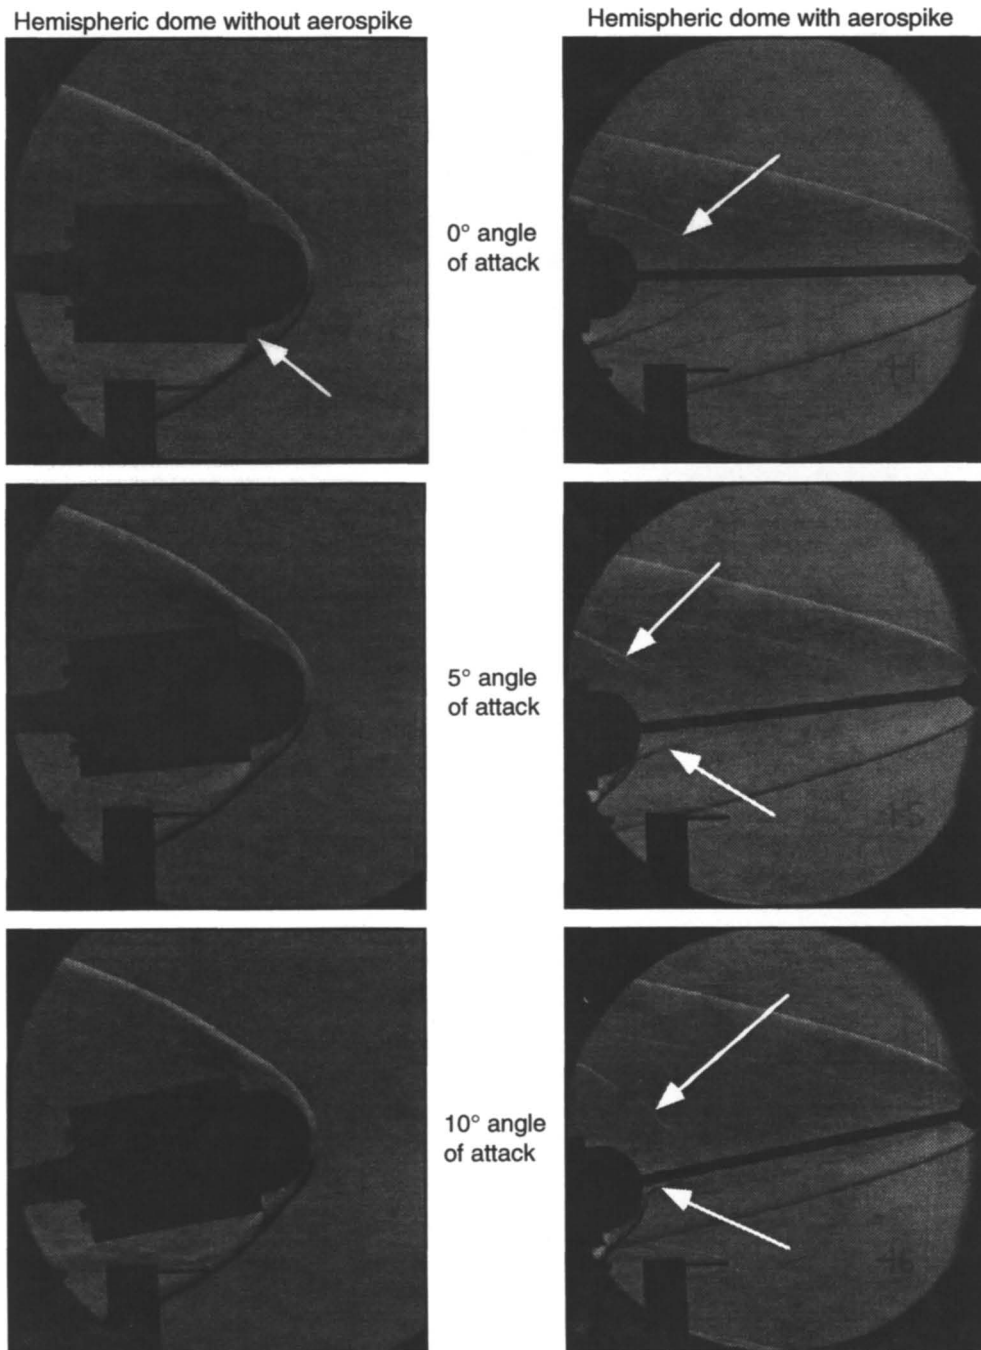 Hemispheric dome without aerospike
Hemispheric dome with aerospike
0° angle
of attack
5° angle
of attack
10° angle
of attack